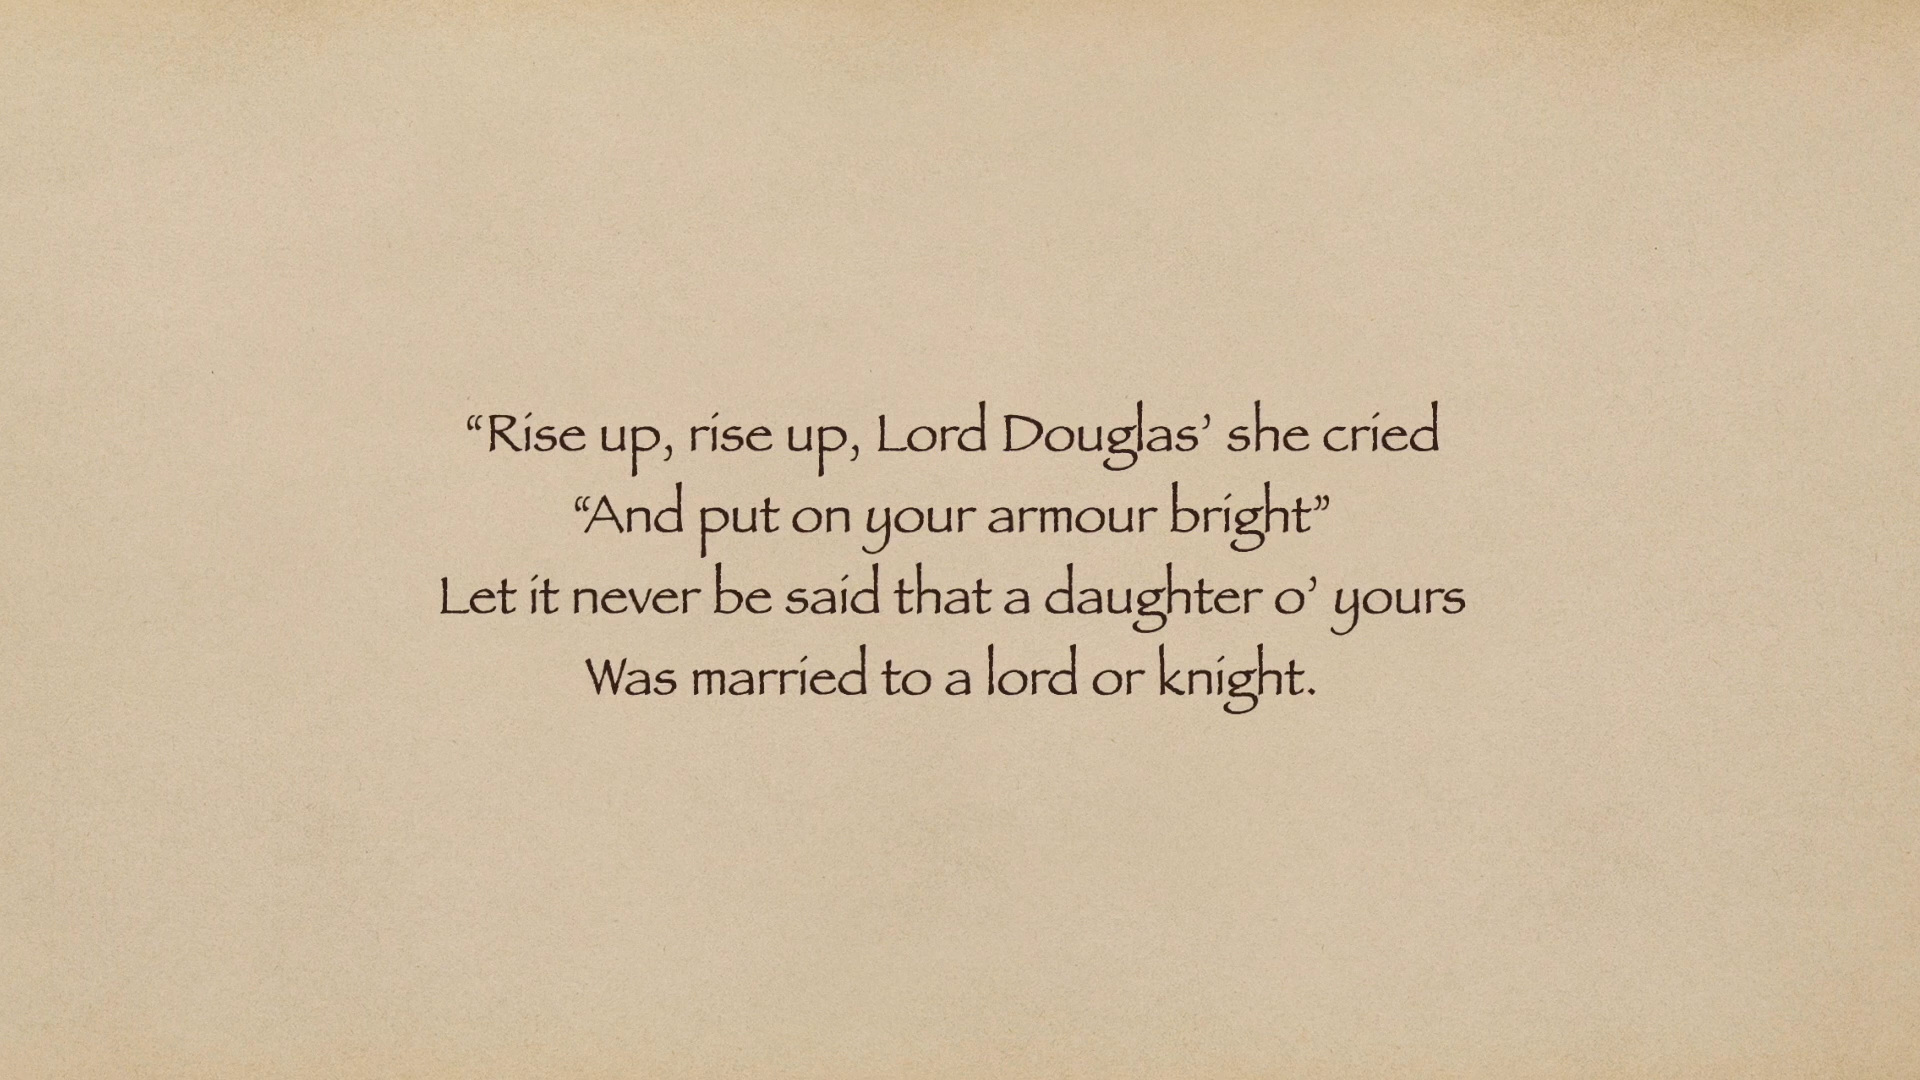 “Rise up, rise up, Lord Douglas’ she cried
“And put on your armour bright”
Let it never be said that a daughter o’ yours
Was married to a lord or knight.